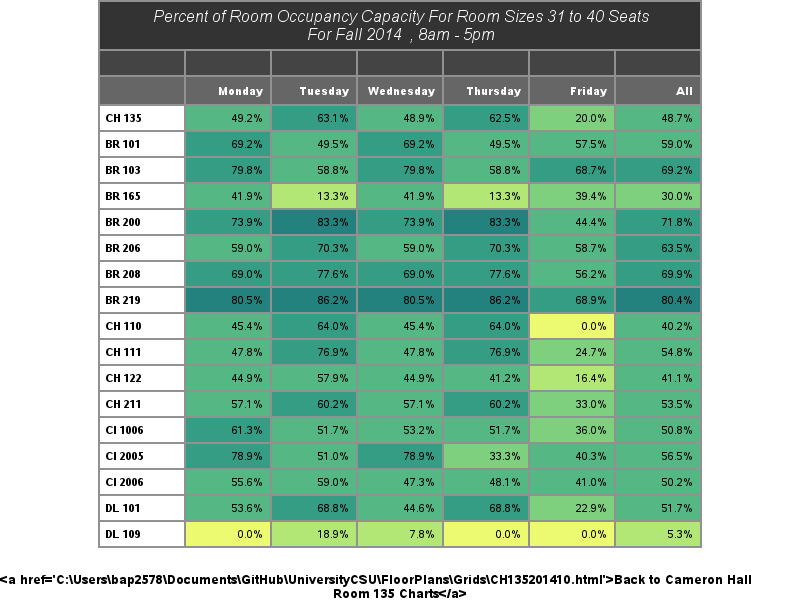 Percent of Room Occupancy Capacity For Room Sizes 31 to 40 Seats
For Fall 2014 , 8am - 5pm
Monday Tuesday Wednesday Thursday Friday All
CH 135 49.2% 63.1% 48.9% 62.5% 20.0% 48.7%
BR 101 69.2% 49.5% 69.2% 49.5% 57.5% 59.0%
BR 103 79.8% 58.8% 79.8% 58.8% 68.7% 69.2%
BR 165 41.9% 13.3% 41.9% 13.3% 39.4% 30.0%
BR 200 73.9% 83.3% 73.9% 83.3% 44.4% 71.8%
BR 206 59.0% 70.3% 59.0% 70.3% 58.7% 63.5%
BR 208 69.0% 77.6% 69.0% 77.6% 56.2% 69.9%
BR 219 80.5% 86.2% 80.5% 86.2% 68.9% 80.4%
CH 110 45.4% 64.0% 45.4% 64.0% 0.0% 40.2%
CH 111 47.8% 76.9% 47.8% 76.9% 24.7% 54.8%
CH 122 44.9% 57.9% 44.9% 41.2% 16.4% 41.1%
CH 211 57.1% 60.2% 57.1% 60.2% 33.0% 53.5%
CI 1006 61.3% 51.7% 53.2% 51.7% 36.0% 50.8%
CI 2005 78.9% 51.0% 78.9% 33.3% 40.3% 56.5%
CI 2006 55.6% 59.0% 47.3% 48.1% 41.0% 50.2%
DL 101 53.6% 68.8% 44.6% 68.8% 22.9% 51.7%
DL 109 0.0% 18.9% 7.8% 0.0% 0.0% 5.3%
<a href='C:\Users\bap2578\Documents\GitHub\UniversityCSU\FloorPlans\Grids\CH135201410.html'>Back to Cameron Hall
Room 135 Charts</a>